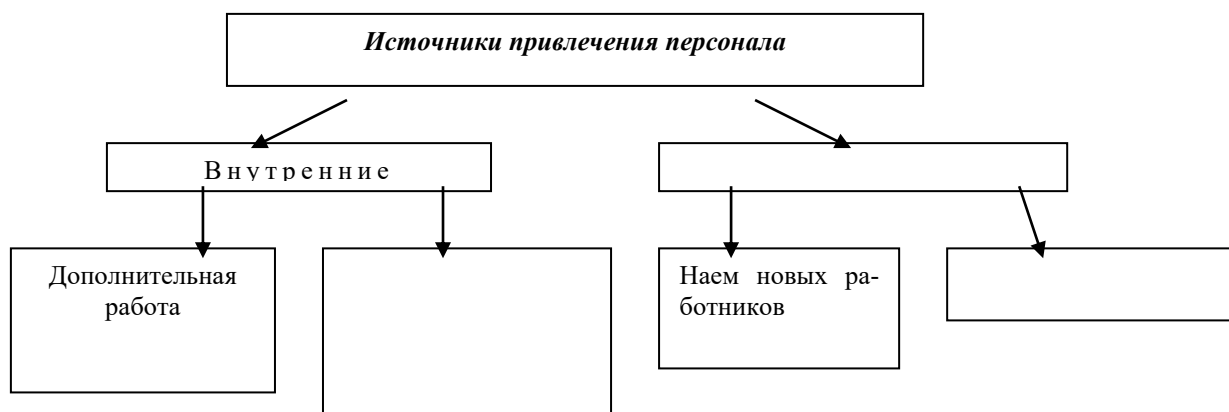 Источники привлечения персонала
Внутренние
Дополнительная
работа
Наем новых ра-
ботников